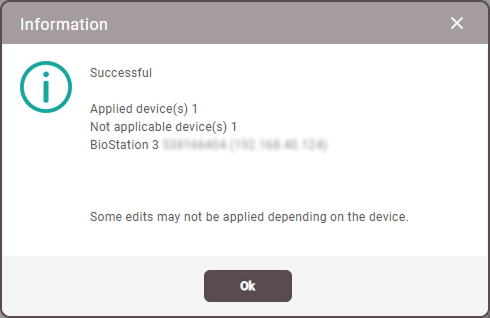 Information
Successful
Applied device(s) 1
Not applicable device(s) 1
BioStation 3
Some edits may not be applied depending on the device.
Ok